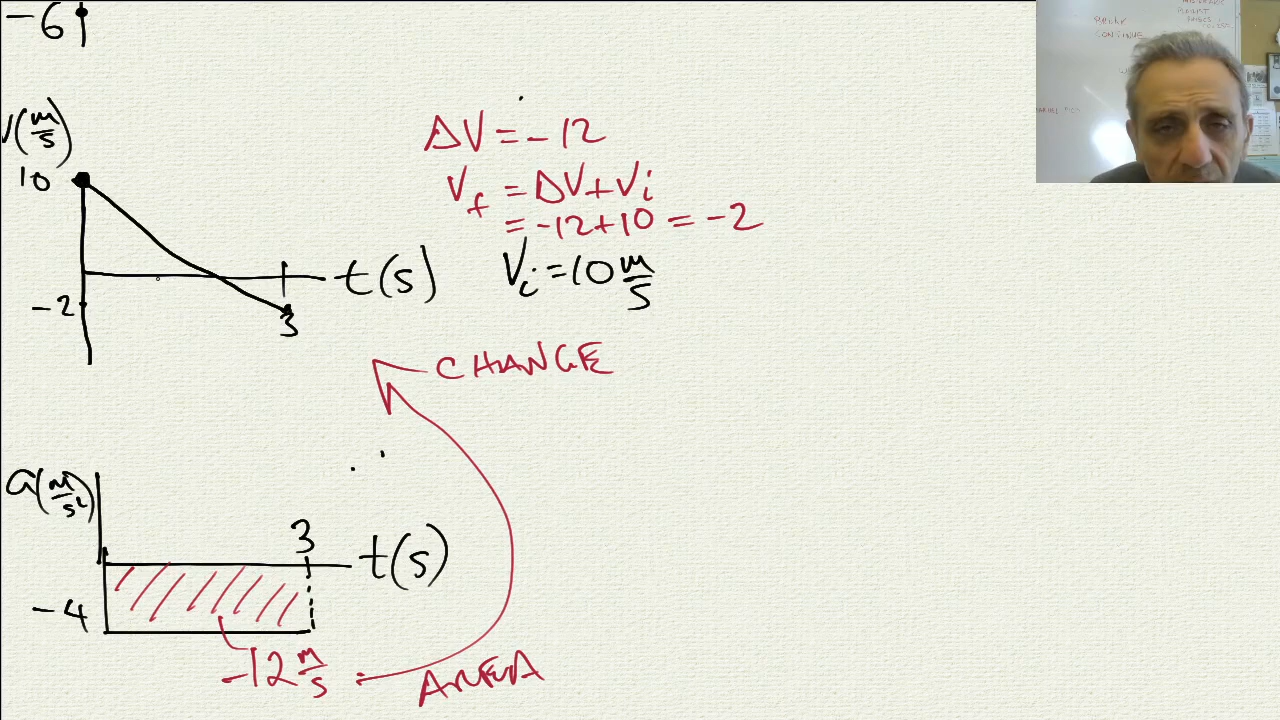 -6
V(m/s)
10
-2
t(s)
3
ΔV = -12
Vf = ΔV + Vi
= -12+10 = -2
Vi = 10 m/s
CHANGE
a(m/s²)
3
t(s)
-4
-12 m/s
AREA
CONTINUE